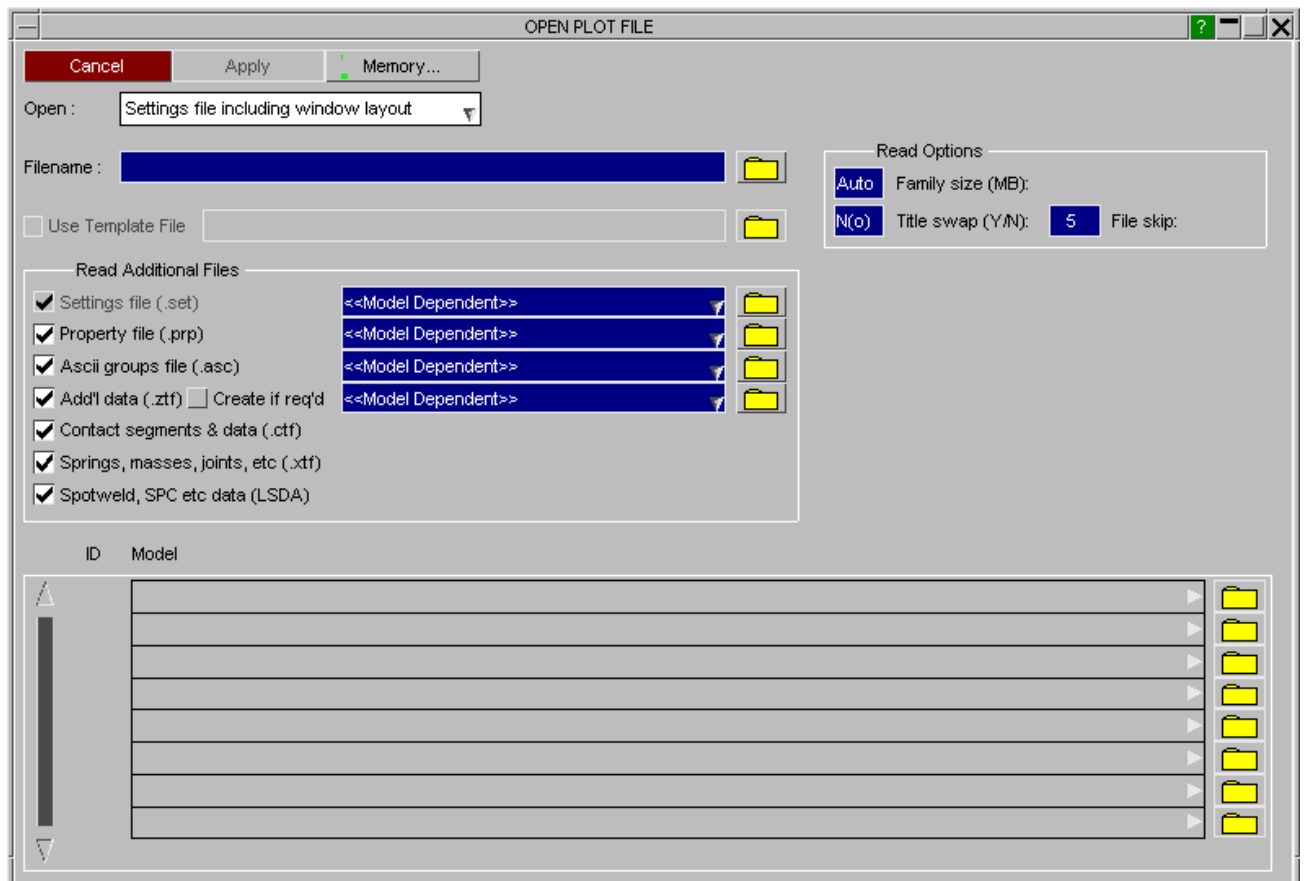 OPEN PLOT FILE
?
Cancel Apply Memory...
Open : Settings file including window layout
Filename :
Read Options
Auto Family size (MB):
N(o) Title swap (Y/N): 5 File skip:
Use Template File
Read Additional Files
Settings file (.set) <<Model Dependent>>
Property file (.prp) <<Model Dependent>>
Ascii groups file (.asc) <<Model Dependent>>
Add'l data (.ztf) Create if req'd <<Model Dependent>>
Contact segments & data (.ctf)
Springs, masses, joints, etc (.xtf)
Spotweld, SPC etc data (LSDA)
ID Model